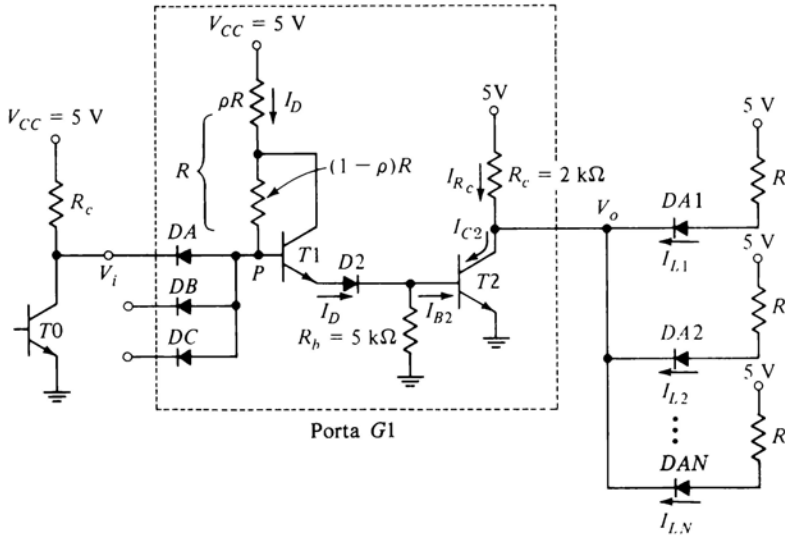 V_CC = 5 V
ρR
I_D
R
(1 − ρ)R
V_CC = 5 V
R_c
5V
I_Rc
R_c = 2 kΩ
I_C2
DA
V_i
P
T1
D2
T2
DB
DC
I_D
I_B2
R_b = 5 kΩ
T0
Porta G1
5 V
R
DA1
V_o
I_L1
5 V
R
DA2
I_L2
5 V
R
DAN
I_LN